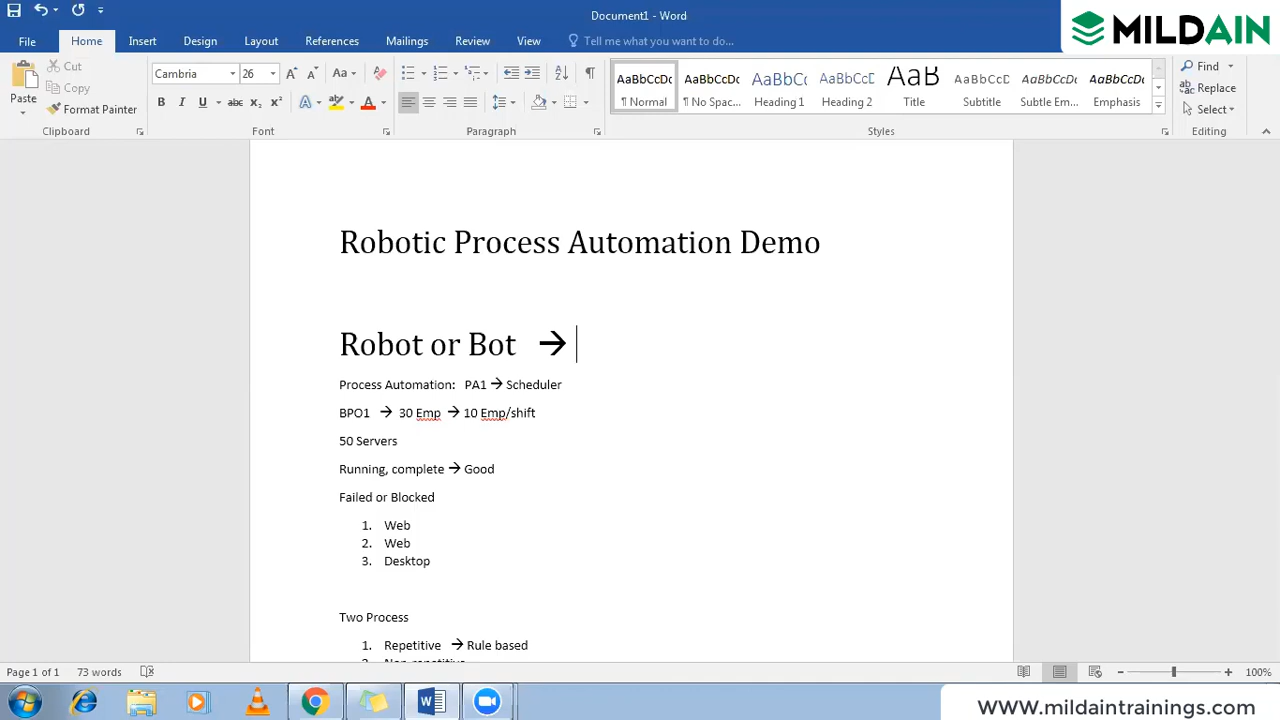 Document1 - Word
MILDAIN
File Home Insert Design Layout References Mailings Review View Tell me what you want to do...
Paste
Cut
Copy
Format Painter
Clipboard
Cambria 26
Font
Paragraph
AaBbCcDc AaBbCcDc AaBbCc AaBbCcD AaB AaBbCcD AaBbCcDc AaBbCcDc
¶ Normal ¶ No Spac... Heading 1 Heading 2 Title Subtitle Subtle Em... Emphasis
Styles
Find
Replace
Select
Editing
Robotic Process Automation Demo
Robot or Bot →
Process Automation: PA1 → Scheduler
BPO1 → 30 Emp → 10 Emp/shift
50 Servers
Running, complete → Good
Failed or Blocked
1. Web
2. Web
3. Desktop
Two Process
1. Repetitive → Rule based
2. Non-repetitive
Page 1 of 1 73 words 100%
www.mildaintrainings.com